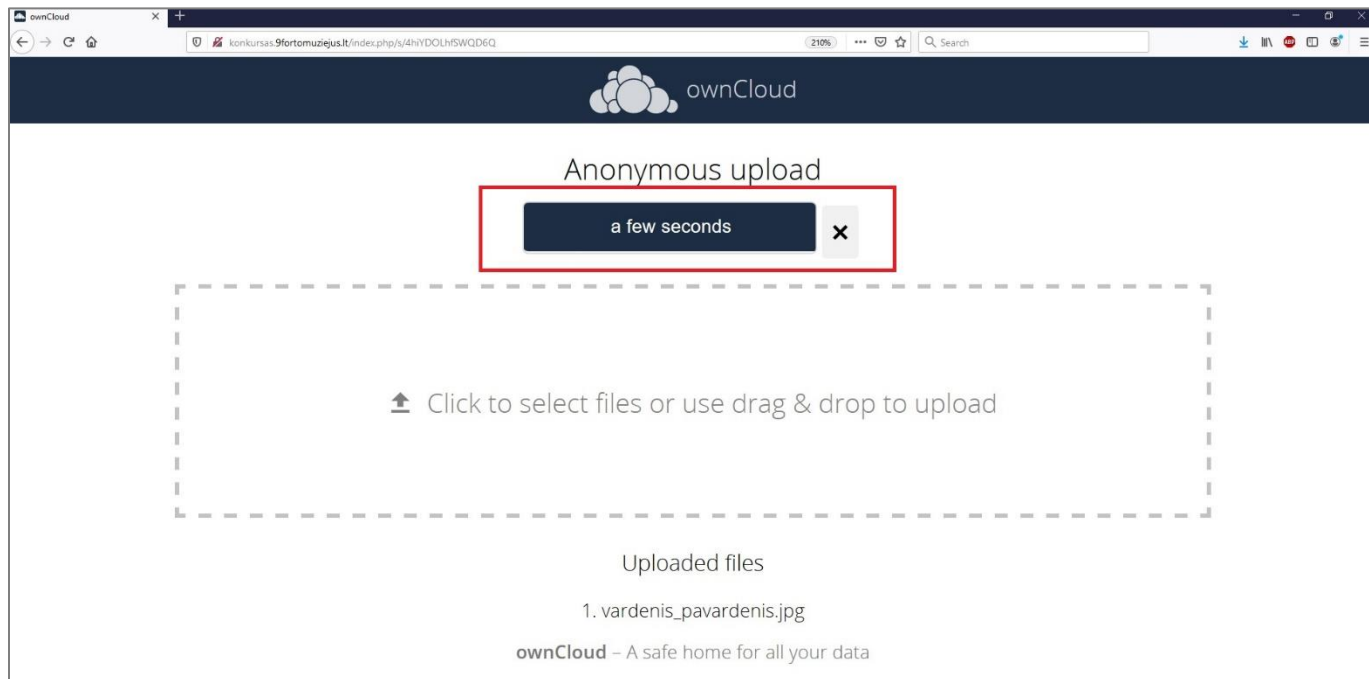 ownCloud
konkursas.9fortomuziejus.lt/index.php/s/4hiYDOLhfSWQD6Q
210%
Search
ownCloud
Anonymous upload
a few seconds
Click to select files or use drag & drop to upload
Uploaded files
1. vardenis_pavardenis.jpg
ownCloud – A safe home for all your data